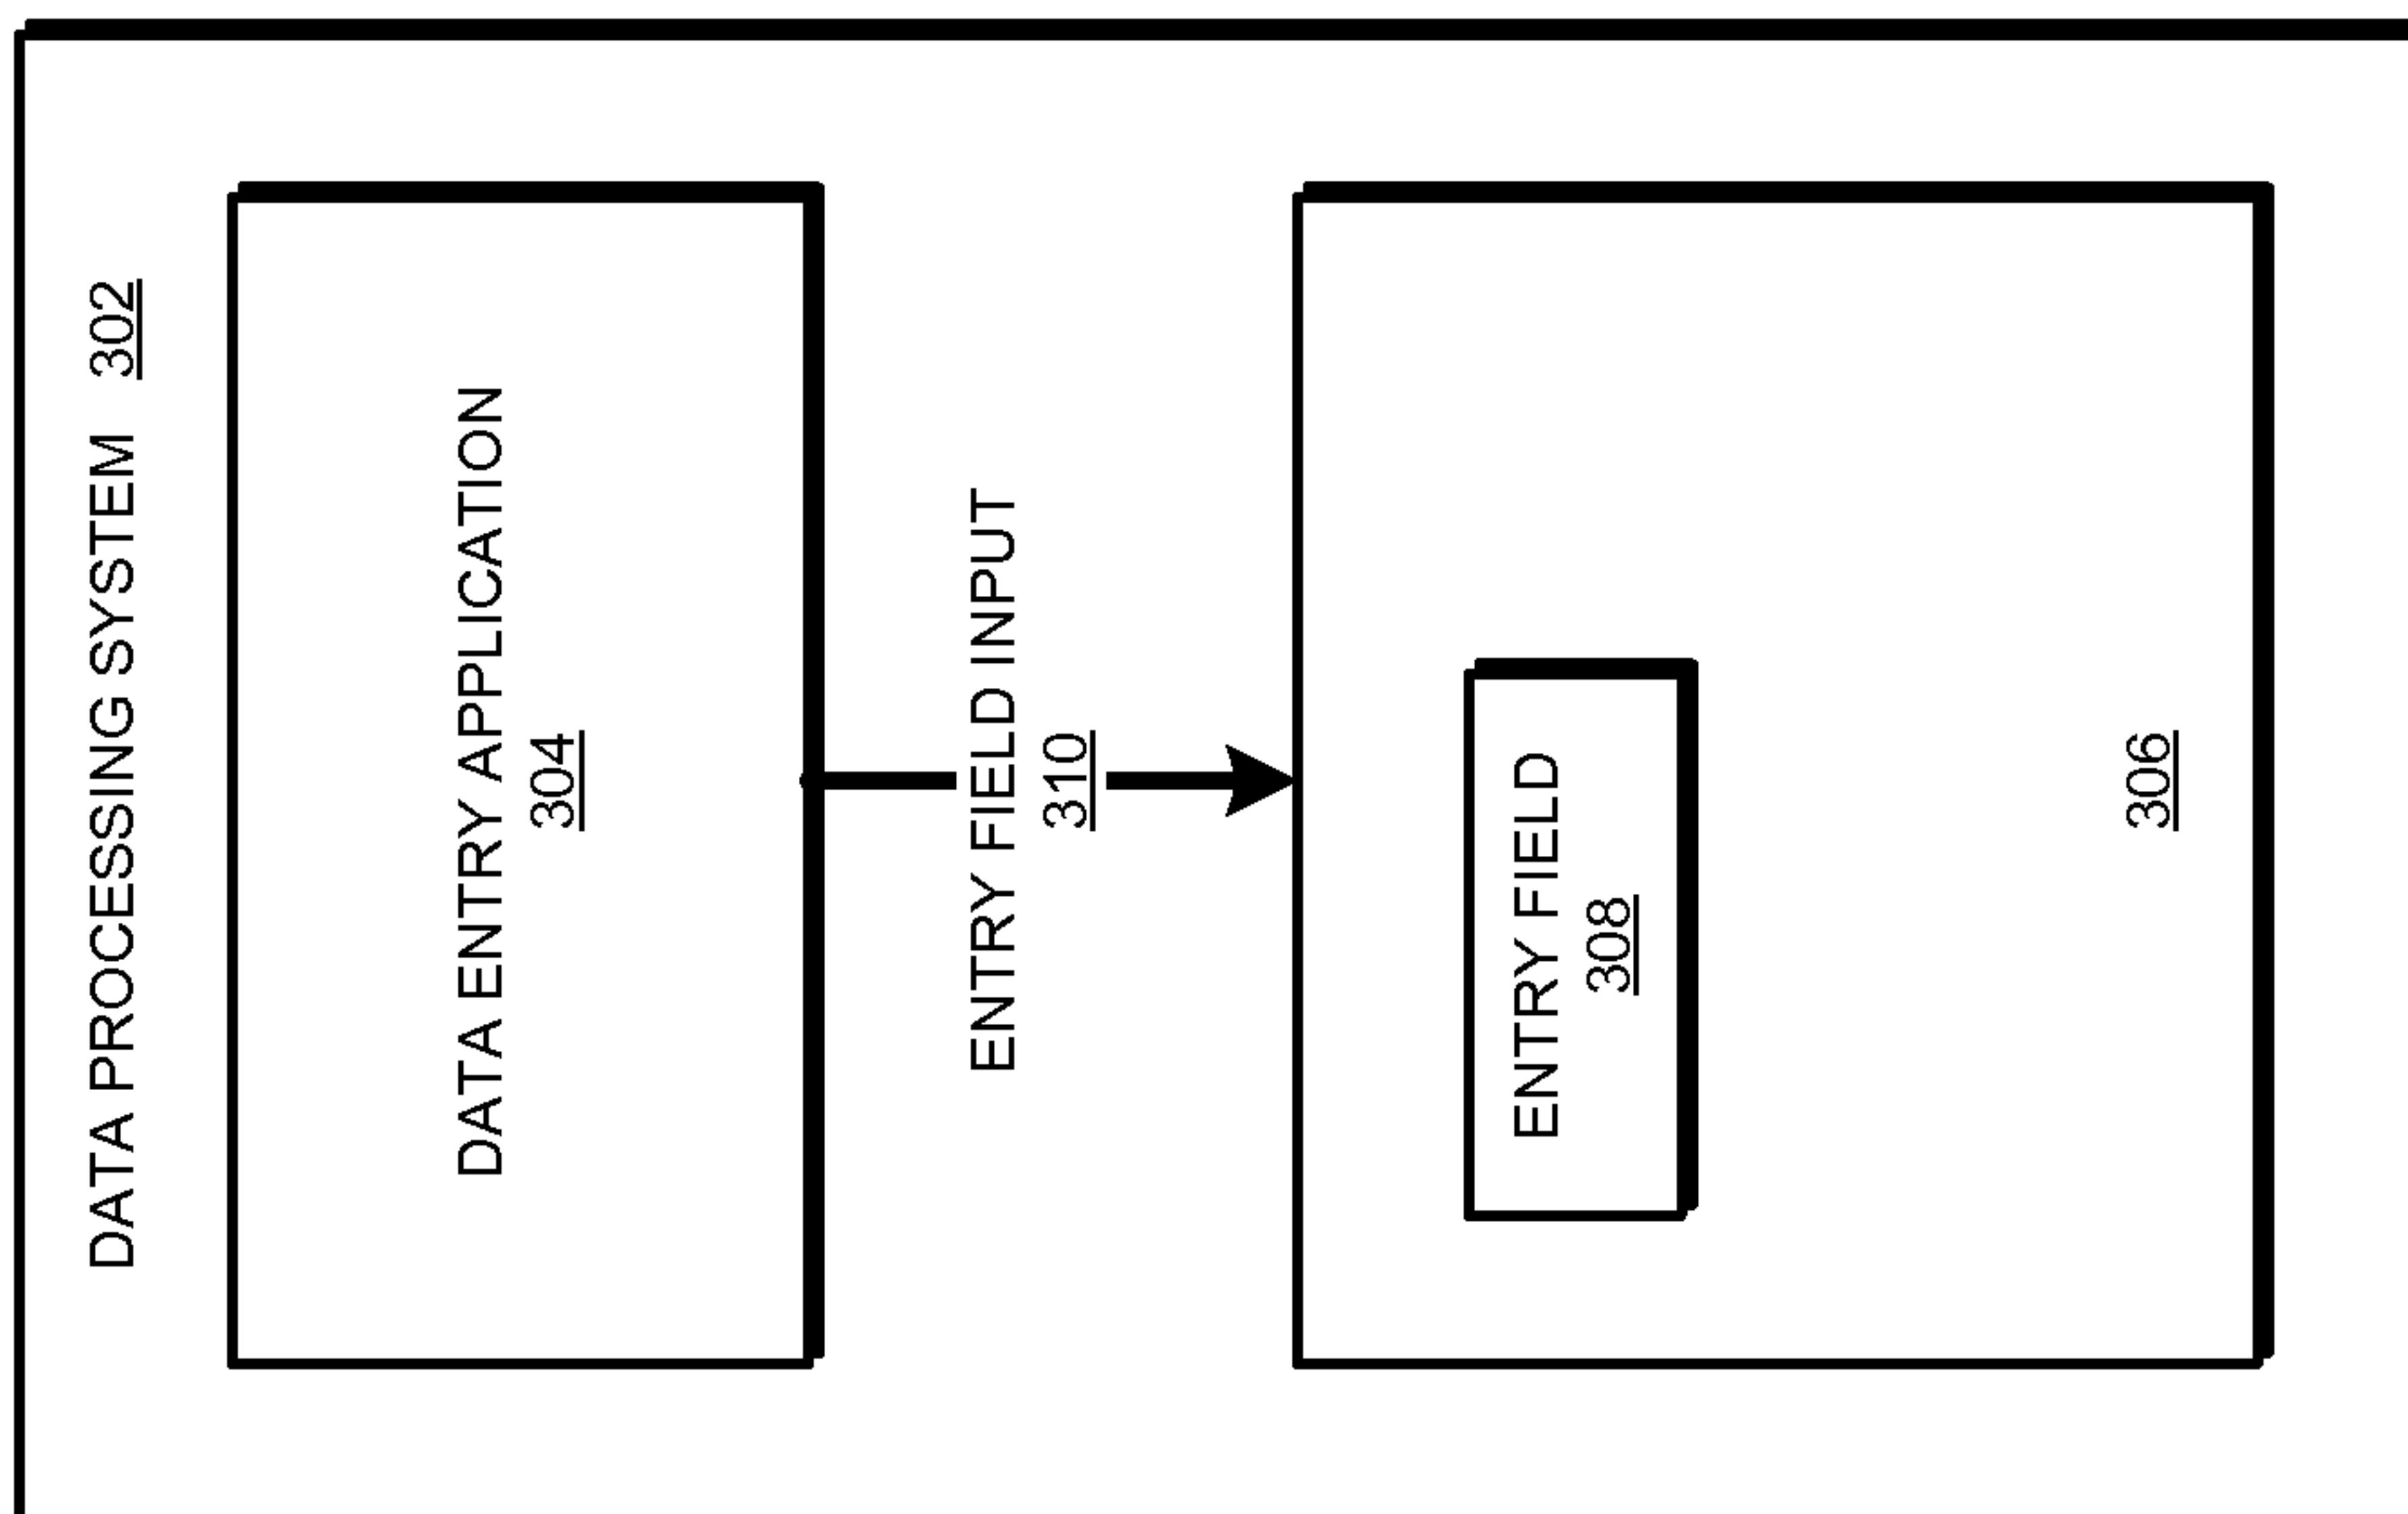 DATA PROCESSING SYSTEM 302
DATA ENTRY APPLICATION
304
ENTRY FIELD INPUT
310
ENTRY FIELD
308
306